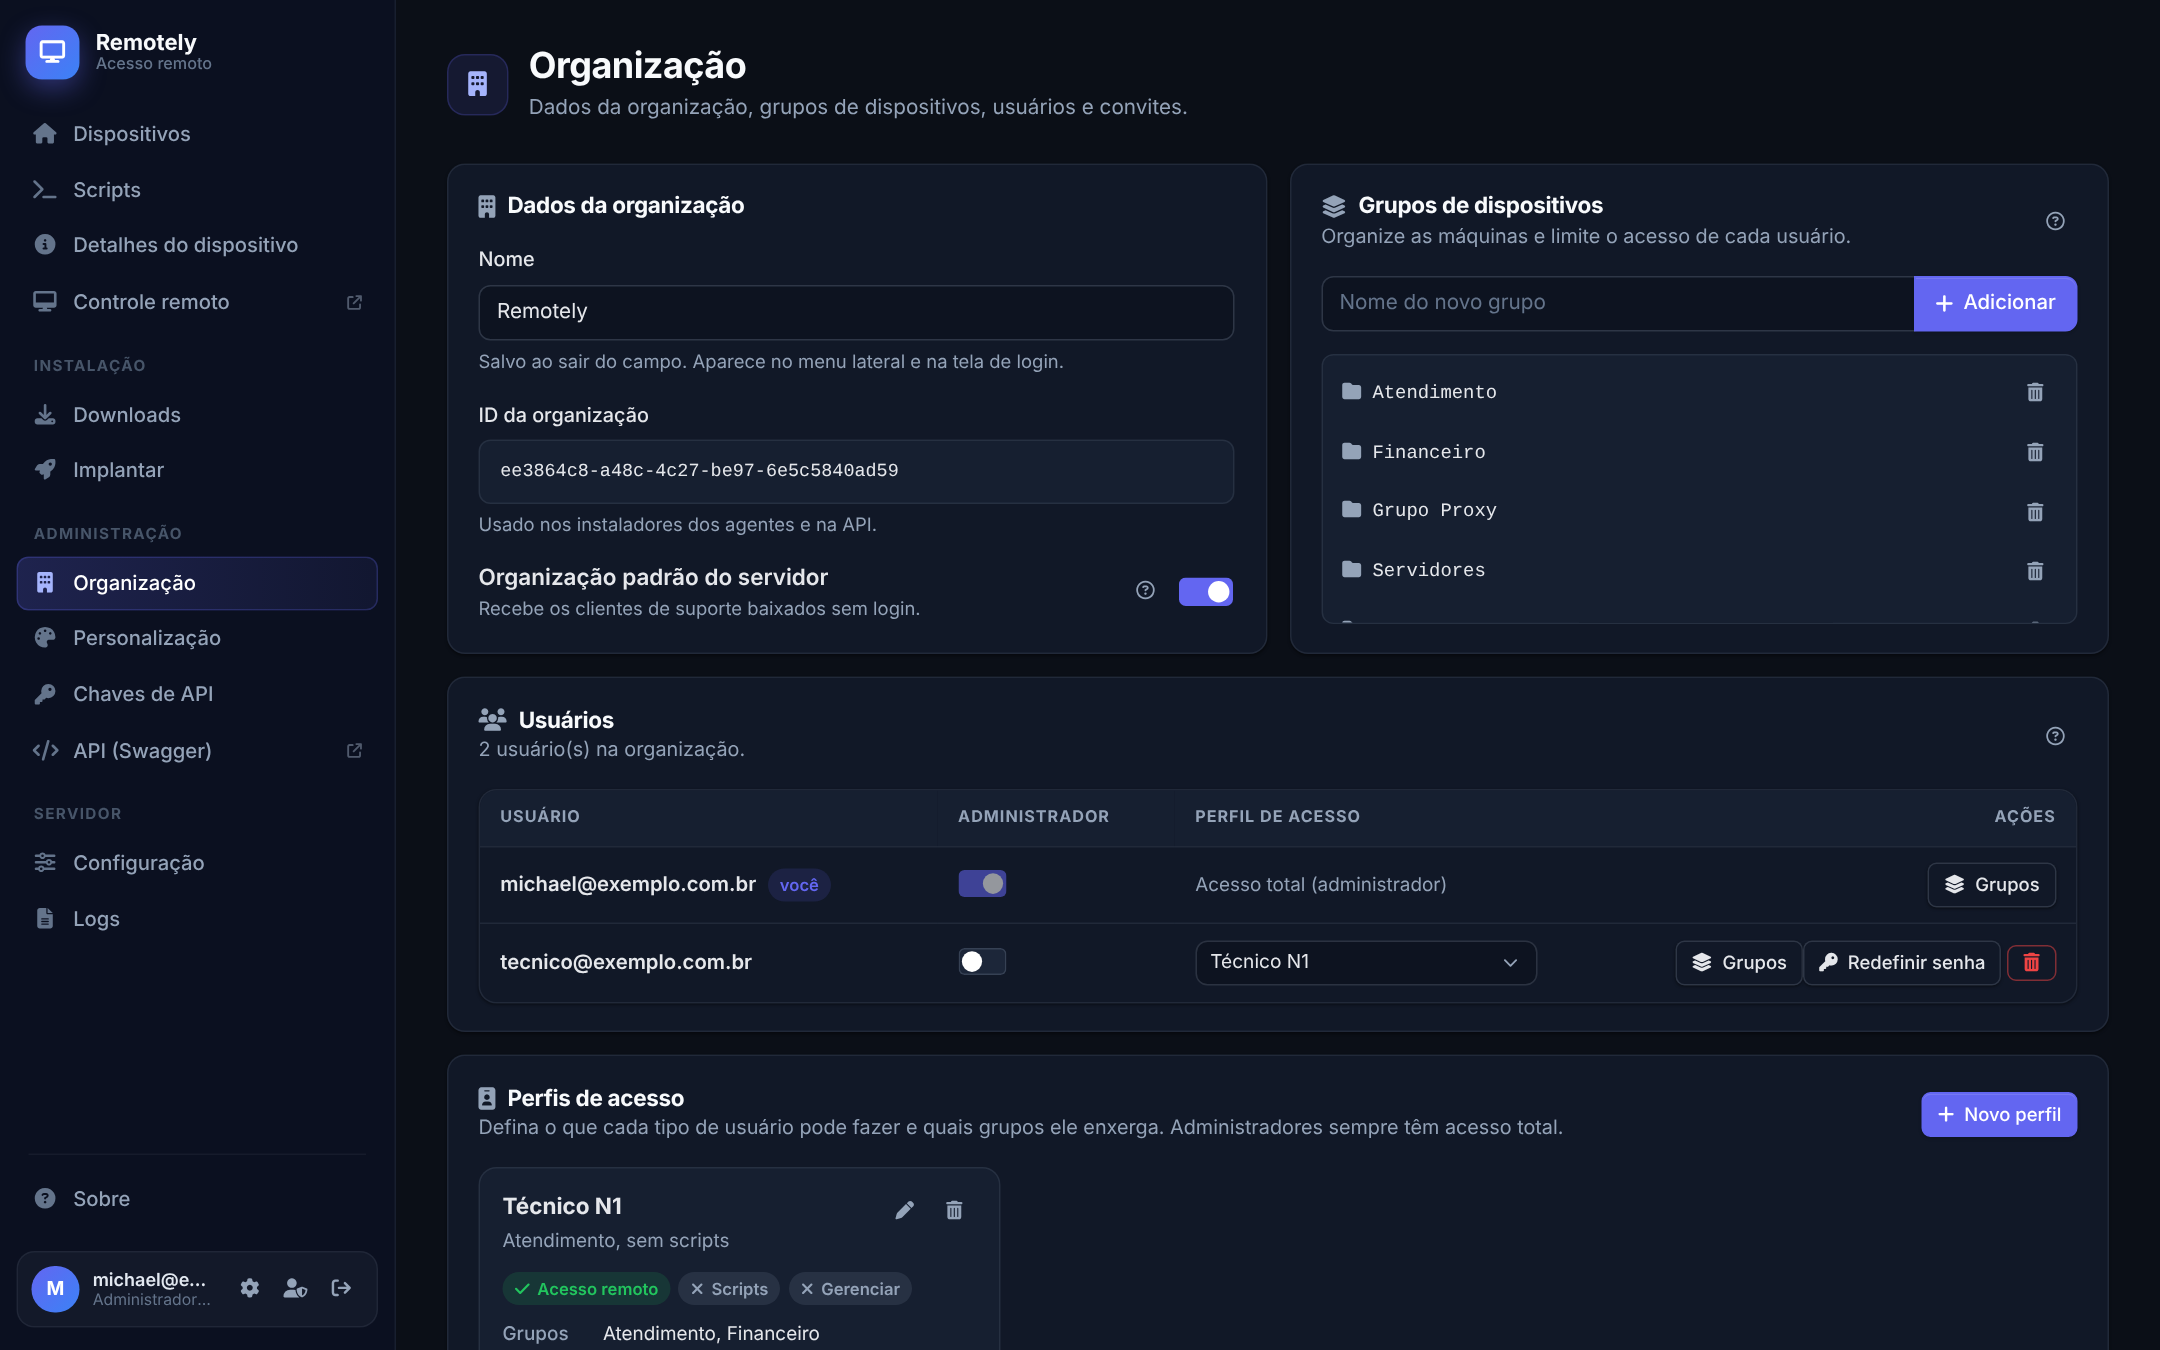 Remotely
Acesso remoto
Dispositivos
Scripts
Detalhes do dispositivo
Controle remoto
INSTALAÇÃO
Downloads
Implantar
ADMINISTRAÇÃO
Organização
Personalização
Chaves de API
API (Swagger)
SERVIDOR
Configuração
Logs
Sobre
M
michael@e...
Administrador...
Organização
Dados da organização, grupos de dispositivos, usuários e convites.
Dados da organização
Nome
Remotely
Salvo ao sair do campo. Aparece no menu lateral e na tela de login.
ID da organização
ee3864c8-a48c-4c27-be97-6e5c5840ad59
Usado nos instaladores dos agentes e na API.
Organização padrão do servidor
Recebe os clientes de suporte baixados sem login.
Grupos de dispositivos
Organize as máquinas e limite o acesso de cada usuário.
Nome do novo grupo
Adicionar
Atendimento
Financeiro
Grupo Proxy
Servidores
Usuários
2 usuário(s) na organização.
USUÁRIO ADMINISTRADOR PERFIL DE ACESSO AÇÕES
michael@exemplo.com.br você Acesso total (administrador) Grupos
tecnico@exemplo.com.br Técnico N1 Grupos Redefinir senha
Perfis de acesso
Defina o que cada tipo de usuário pode fazer e quais grupos ele enxerga. Administradores sempre têm acesso total.
Novo perfil
Técnico N1
Atendimento, sem scripts
Acesso remoto Scripts Gerenciar
Grupos Atendimento, Financeiro